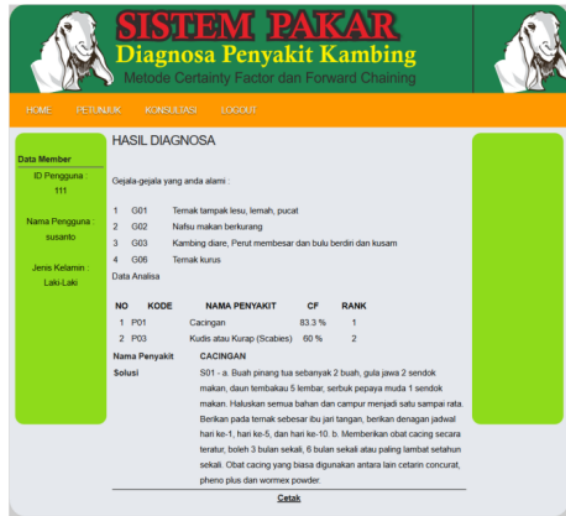 SISTEM PAKAR
Diagnosa Penyakit Kambing
Metode Certainty Factor dan Forward Chaining
HOME PETUNJUK KONSULTASI LOGOUT
Data Member
ID Pengguna :
111
Nama Pengguna :
susanto
Jenis Kelamin :
Laki-Laki
HASIL DIAGNOSA
Gejala-gejala yang anda alami :
1 G01 Ternak tampak lesu, lemah, pucat
2 G02 Nafsu makan berkurang
3 G03 Kambing diare, Perut membesar dan bulu berdiri dan kusam
4 G06 Ternak kurus
Data Analisa
NO KODE NAMA PENYAKIT CF RANK
1 P01 Cacingan 83.3 % 1
2 P03 Kudis atau Kurap (Scabies) 60 % 2
Nama Penyakit CACINGAN
Solusi S01 - a. Buah pinang tua sebanyak 2 buah, gula jawa 2 sendok
makan, daun tembakau 5 lembar, serbuk pepaya muda 1 sendok
makan. Haluskan semua bahan dan campur menjadi satu sampai rata.
Berikan pada ternak sebesar ibu jari tangan, berikan denagan jadwal
hari ke-1, hari ke-5, dan hari ke-10. b. Memberikan obat cacing secara
teratur, boleh 3 bulan sekali, 6 bulan sekali atau paling lambat setahun
sekali. Obat cacing yang biasa digunakan antara lain cetarin concurat,
pheno plus dan wormex powder.
Cetak